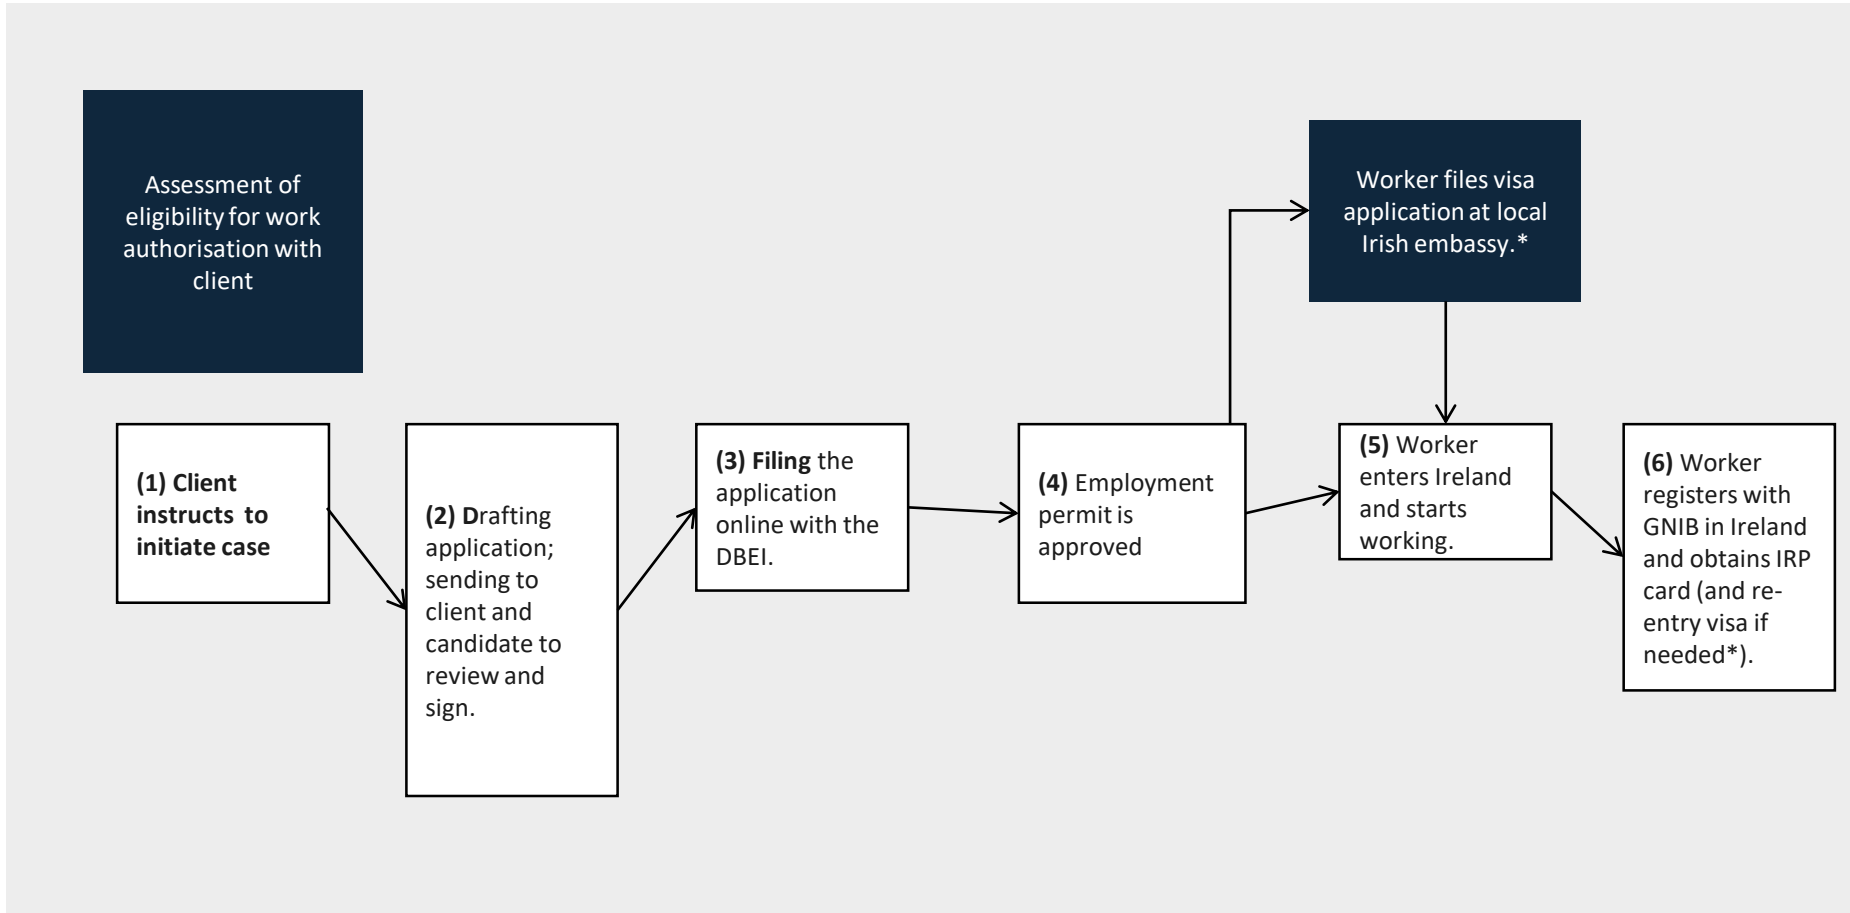 Assessment of
eligibility for work
authorisation with
client
Worker files visa
application at local
Irish embassy.*
(1) Client
instructs to
initiate case
(2) Drafting
application;
sending to
client and
candidate to
review and
sign.
(3) Filing the
application
online with the
DBEI.
(4) Employment
permit is
approved
(5) Worker
enters Ireland
and starts
working.
(6) Worker
registers with
GNIB in Ireland
and obtains IRP
card (and re-
entry visa if
needed*).